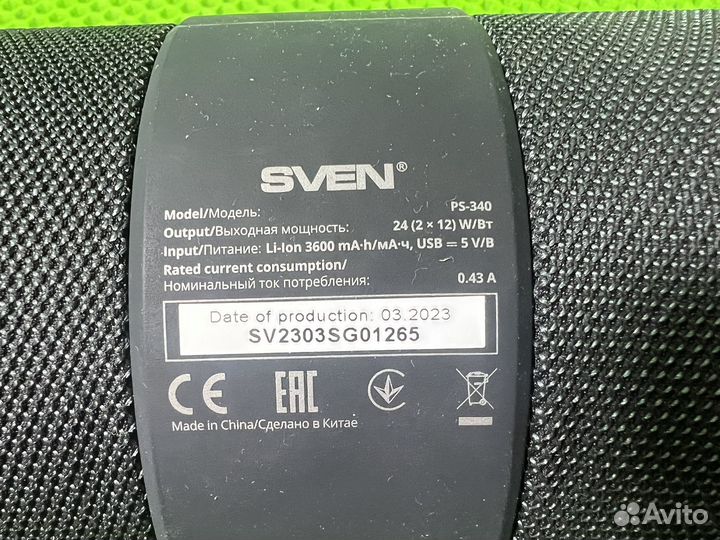 SVEN®
Model/Модель: PS-340
Output/Выходная мощность: 24 (2 × 12) W/Вт
Input/Питание: Li-Ion 3600 mA·h/мА·ч, USB ⎓ 5 V/В
Rated current consumption/
Номинальный ток потребления: 0.43 A
Date of production: 03.2023
SV2303SG01265
CE EAC
Made in China/Сделано в Китае
Avito